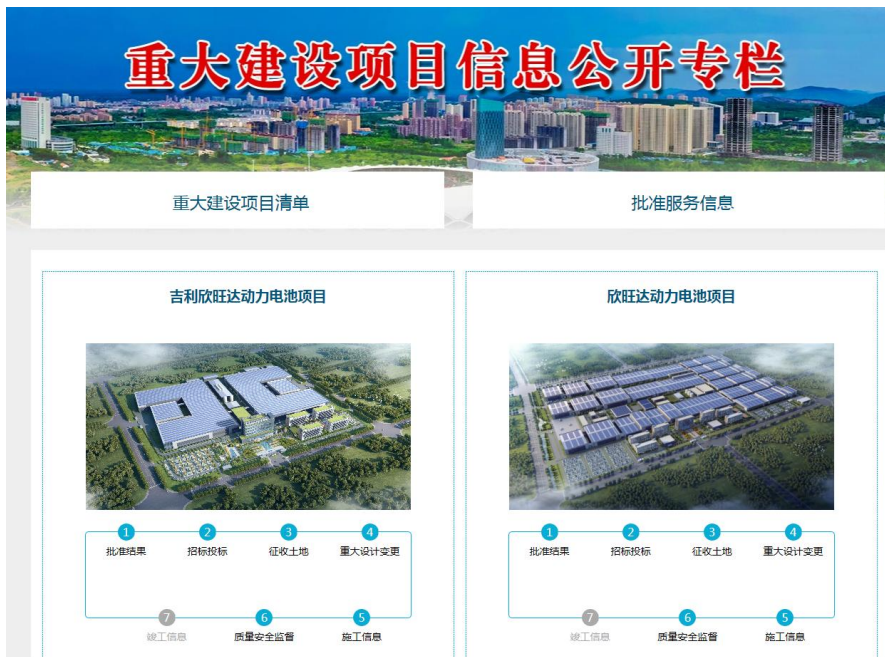 重大建设项目信息公开专栏
重大建设项目清单
批准服务信息
吉利欣旺达动力电池项目
1 2 3 4
批准结果 招标投标 征收土地 重大设计变更
7 6 5
竣工信息 质量安全监督 施工信息
欣旺达动力电池项目
1 2 3 4
批准结果 招标投标 征收土地 重大设计变更
7 6 5
竣工信息 质量安全监督 施工信息